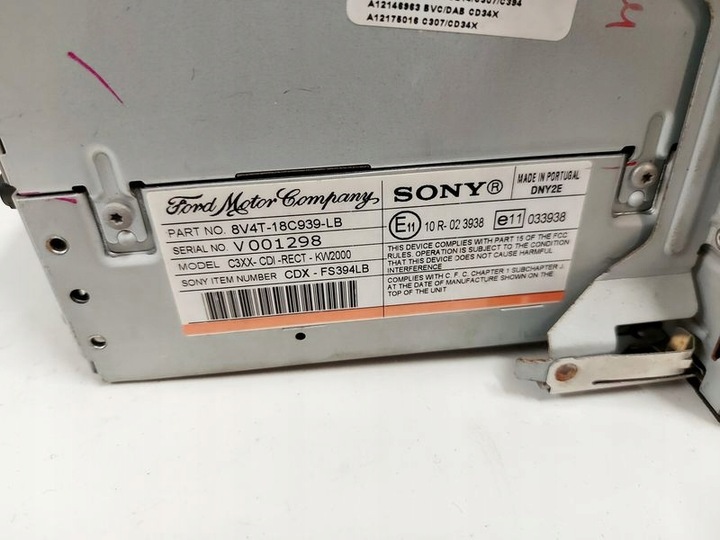 C307/C394
A12146963 BVC/DAB CD34X
A12175016 C307/CD34X
Ford Motor Company,
SONY®
MADE IN PORTUGAL
DNY2E
PART NO. 8V4T-18C939-LB
SERIAL NO. V001298
MODEL C3XX- CDI -RECT - KW2000
SONY ITEM NUMBER CDX - FS394LB
E11 10 R- 02 3938 e11 033938
THIS DEVICE COMPLIES WITH PART 15 OF THE FCC
RULES. OPERATION IS SUBJECT TO THE CONDITION
THAT THIS DEVICE DOES NOT CAUSE HARMFUL
INTERFERENCE
COMPLIES WITH C. F. C. CHAPTER 1 SUBCHAPTER J.
AT THE DATE OF MANUFACTURE SHOWN ON THE
TOP OF THE UNIT